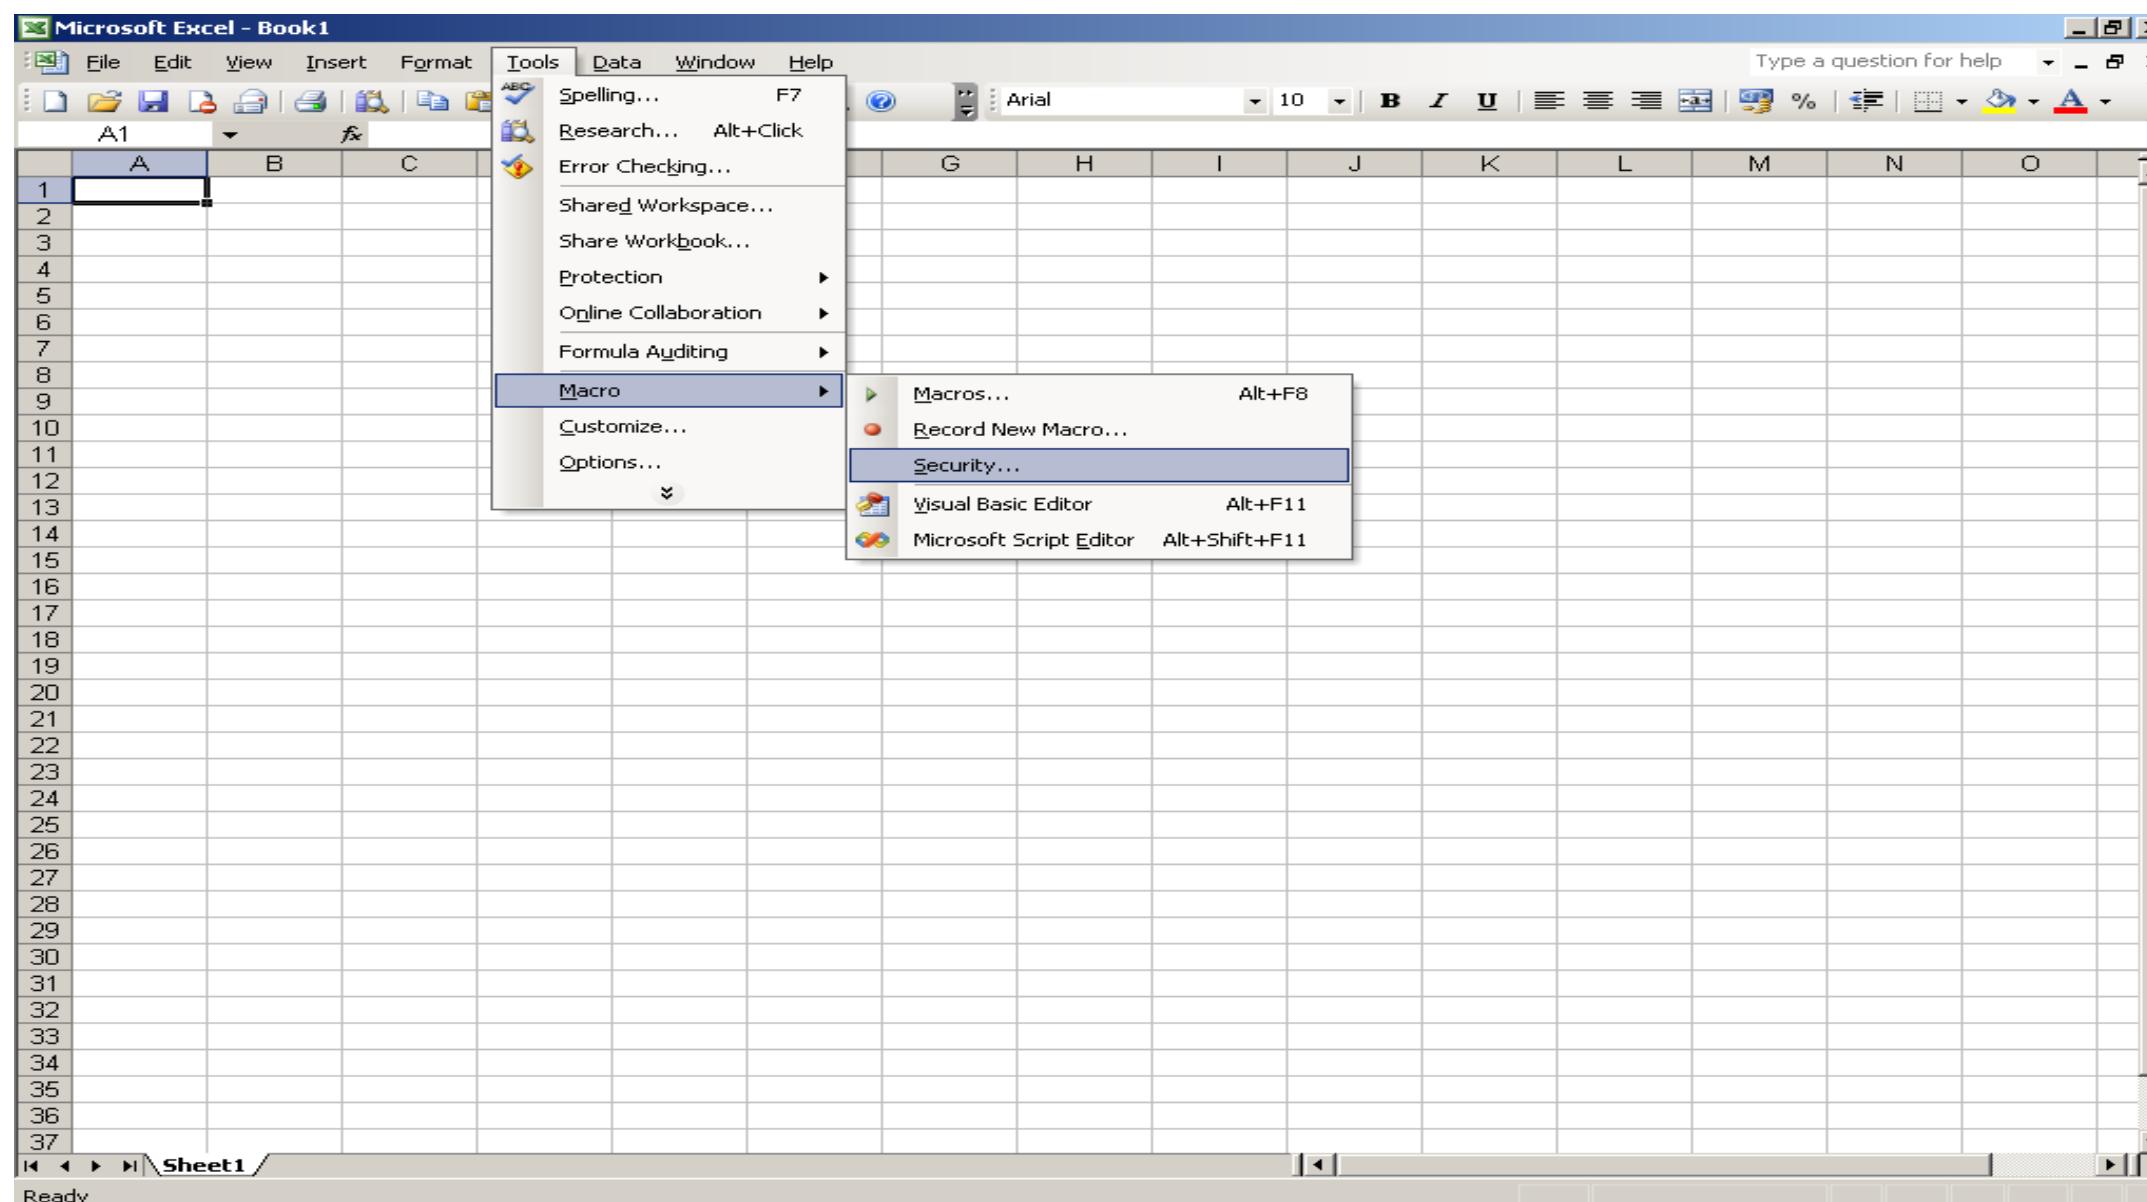 Microsoft Excel - Book1
File Edit View Insert Format Tools Data Window Help Type a question for help
Arial 10 B I U %
A1 fx
A B C G H I J K L M N O
Spelling... F7
Research... Alt+Click
Error Checking...
Shared Workspace...
Share Workbook...
Protection
Online Collaboration
Formula Auditing
Macro
Customize...
Options...
Macros... Alt+F8
Record New Macro...
Security...
Visual Basic Editor Alt+F11
Microsoft Script Editor Alt+Shift+F11
1
2
3
4
5
6
7
8
9
10
11
12
13
14
15
16
17
18
19
20
21
22
23
24
25
26
27
28
29
30
31
32
33
34
35
36
37
Sheet1
Ready